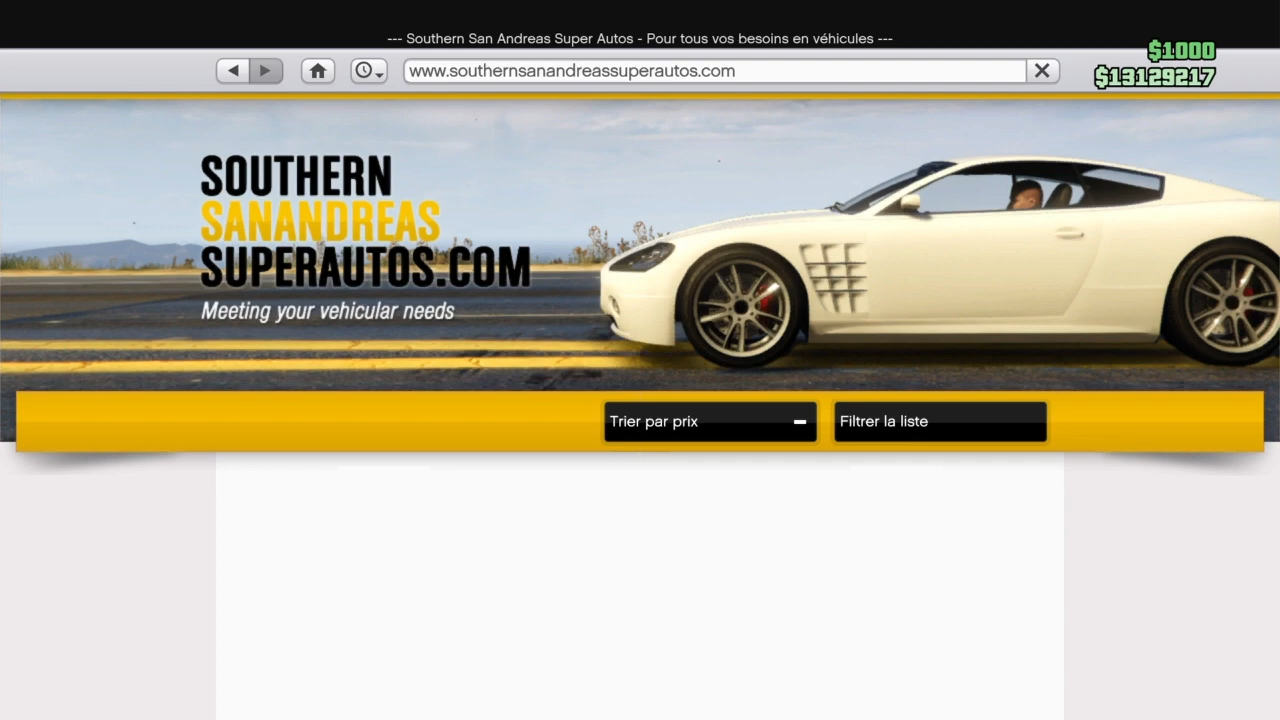 --- Southern San Andreas Super Autos - Pour tous vos besoins en véhicules ---
www.southernsanandreassuperautos.com
$1000
$13129217
SOUTHERN
SANANDREAS
SUPERAUTOS.COM
Meeting your vehicular needs
Trier par prix
Filtrer la liste